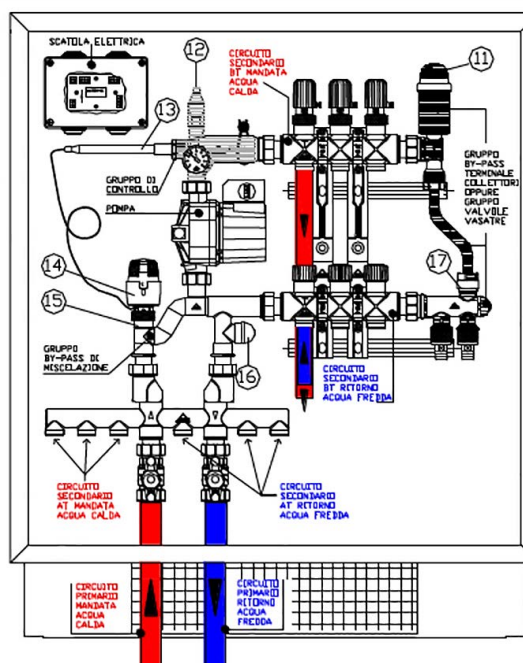 SCATOLA ELETTRICA
12
CIRCUITO
SECONDARIO
BT MANDATA
ACQUA
CALDA
11
13
GRUPPO DI
CONTROLLO
POMPA
GRUPPO
BY-PASS
TERMINALE
COLLETTORI
OPPURE
GRUPPO
VALVOLE
VASATRE
14
15
17
GRUPPO
BY-PASS DI
MISCELAZIONE
16
CIRCUITO
SECONDARIO
BT RITORNO
ACQUA FREDDA
CIRCUITO
SECONDARIO
AT MANDATA
ACQUA CALDA
CIRCUITO
SECONDARIO
AT RITORNO
ACQUA FREDDA
CIRCUITO
PRIMARIO
MANDATA
ACQUA
CALDA
CIRCUITO
PRIMARIO
RITORNO
ACQUA
FREDDA